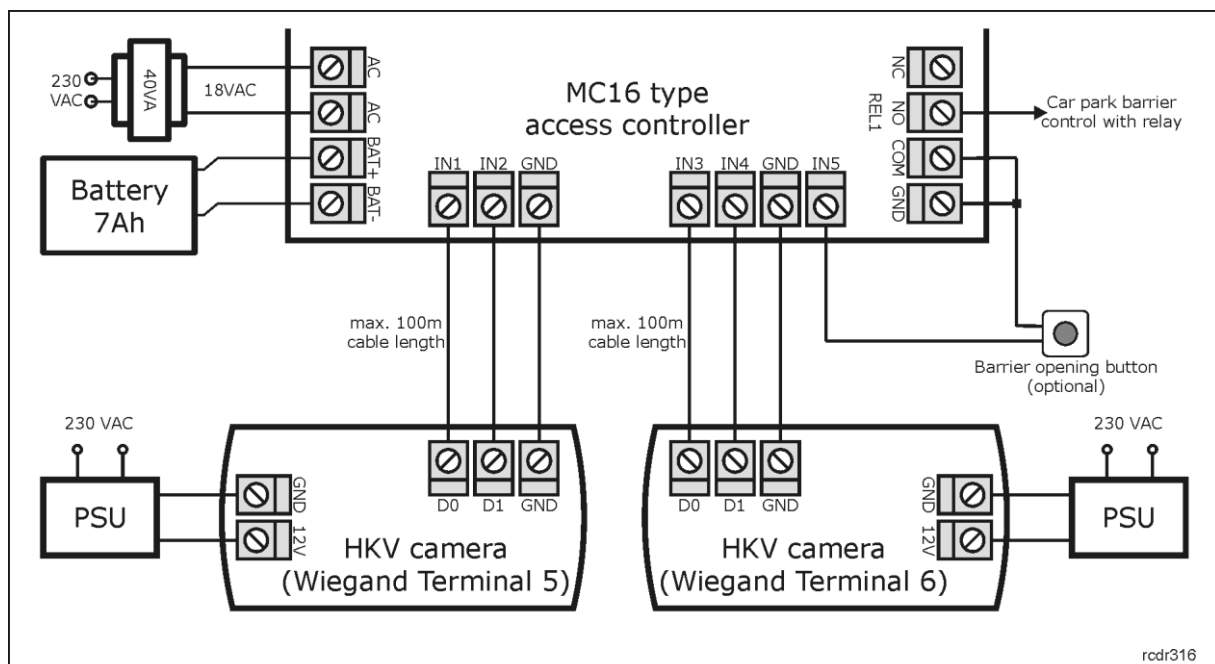 230
VAC
40VA
18VAC
AC
AC
BAT+
BAT-
Battery
7Ah
MC16 type
access controller
IN1
IN2
GND
IN3
IN4
GND
IN5
NC
NO
COM
GND
REL1
Car park barrier
control with relay
max. 100m
cable length
max. 100m
cable length
Barrier opening button
(optional)
230 VAC
PSU
GND
12V
D0
D1
GND
HKV camera
(Wiegand Terminal 5)
D0
D1
GND
HKV camera
(Wiegand Terminal 6)
GND
12V
230 VAC
PSU
rcdr316